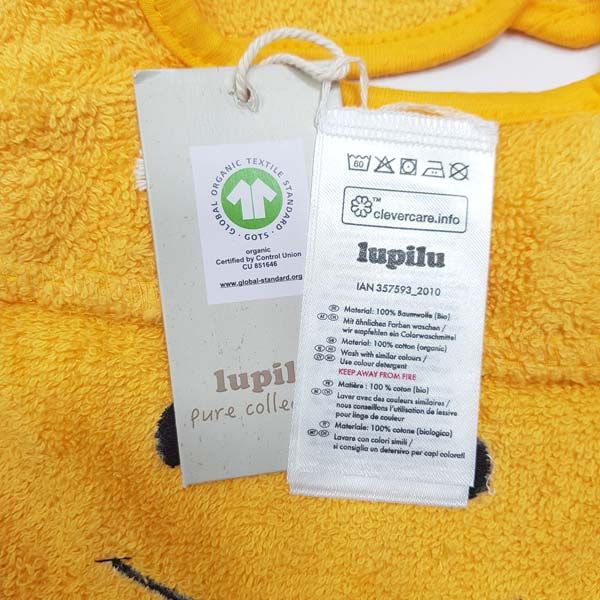 GLOBAL ORGANIC TEXTILE STANDARD
· GOTS ·
organic
Certified by Control Union
CU 851646
www.global-standard.org
lupilu
pure collec
60
clevercare.info
lupilu
IAN 357593_2010
Material: 100% Baumwolle (Bio)
Mit ähnlichen Farben waschen /
wir empfehlen ein Colorwaschmittel
Material: 100% cotton (organic)
Wash with similar colours /
Use colour detergent
KEEP AWAY FROM FIRE
Matière : 100 % coton (bio)
Laver avec des couleurs similaires /
nous conseillons l'utilisation de lessive
pour linge de couleur
Materiale: 100% cotone (biologico)
Lavare con colori simili /
si consiglia un detersivo per capi colorati